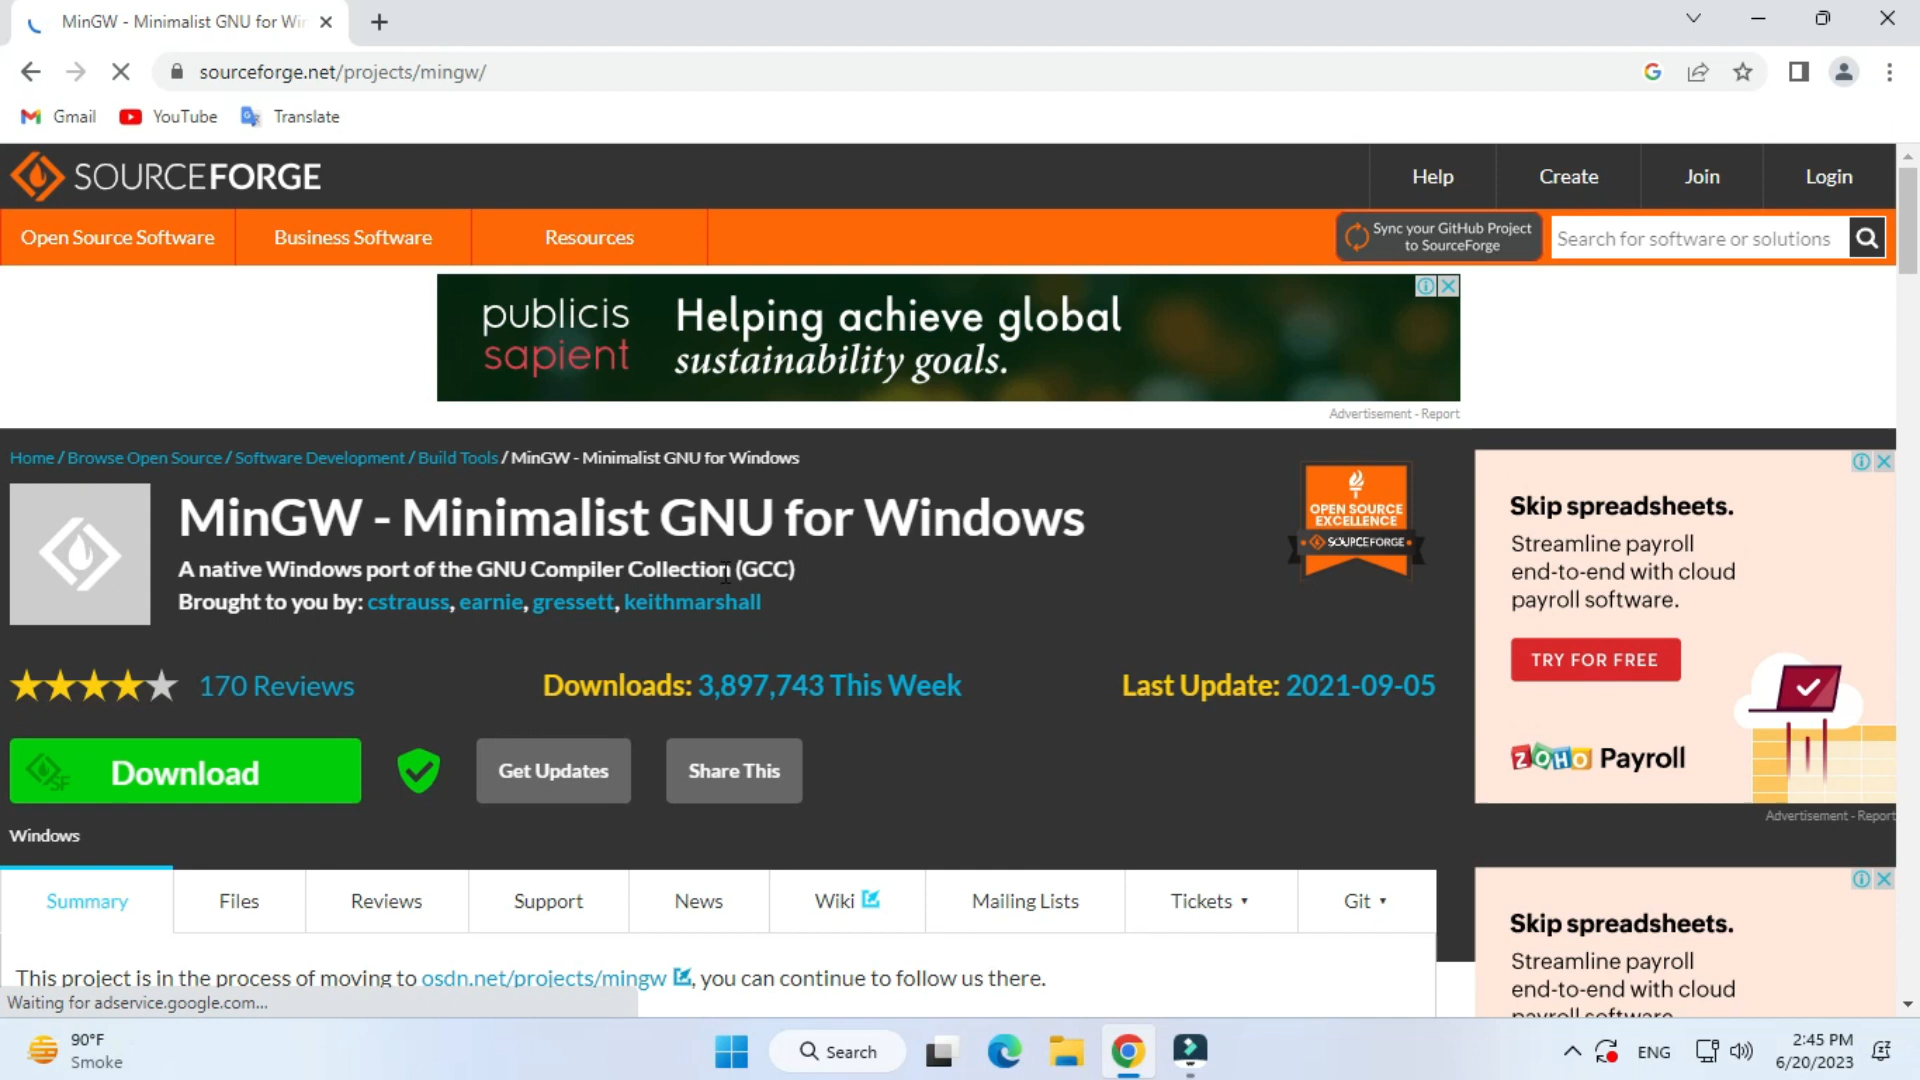 MinGW - Minimalist GNU for Win
sourceforge.net/projects/mingw/
Gmail
YouTube
Translate
SOURCEFORGE
Help
Create
Join
Login
Open Source Software
Business Software
Resources
Sync your GitHub Project
to SourceForge
Search for software or solutions
publicis
sapient
Helping achieve global
sustainability goals.
Advertisement - Report
Home / Browse Open Source / Software Development / Build Tools / MinGW - Minimalist GNU for Windows
MinGW - Minimalist GNU for Windows
A native Windows port of the GNU Compiler Collection (GCC)
Brought to you by: cstrauss, earnie, gressett, keithmarshall
OPEN SOURCE
EXCELLENCE
SOURCEFORGE
170 Reviews
Downloads: 3,897,743 This Week
Last Update: 2021-09-05
SF
Download
Get Updates
Share This
Windows
Skip spreadsheets.
Streamline payroll
end-to-end with cloud
payroll software.
TRY FOR FREE
ZOHO Payroll
Advertisement - Report
Summary
Files
Reviews
Support
News
Wiki
Mailing Lists
Tickets
Git
This project is in the process of moving to osdn.net/projects/mingw , you can continue to follow us there.
Skip spreadsheets.
Streamline payroll
end-to-end with cloud
payroll software
Waiting for adservice.google.com...
90°F
Smoke
Search
ENG
2:45 PM
6/20/2023